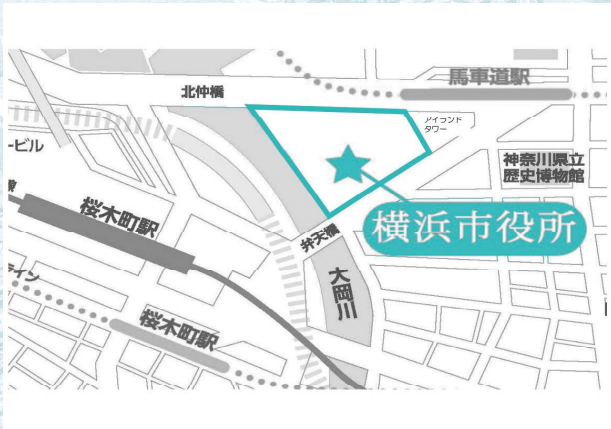 馬車道駅
北仲橋
アイランド
タワー
ービル
神奈川県立
歴史博物館
桜木町駅
横浜市役所
弁天橋
大岡川
イン
桜木町駅